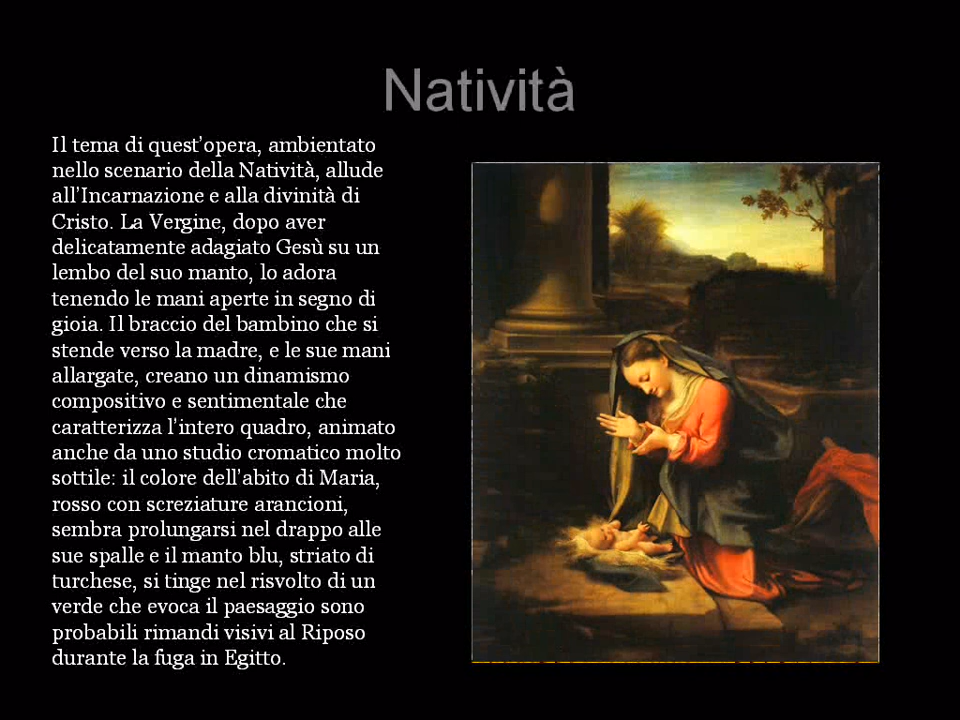 Natività
Il tema di quest’opera, ambientato
nello scenario della Natività, allude
all’Incarnazione e alla divinità di
Cristo. La Vergine, dopo aver
delicatamente adagiato Gesù su un
lembo del suo manto, lo adora
tenendo le mani aperte in segno di
gioia. Il braccio del bambino che si
stende verso la madre, e le sue mani
allargate, creano un dinamismo
compositivo e sentimentale che
caratterizza l’intero quadro, animato
anche da uno studio cromatico molto
sottile: il colore dell’abito di Maria,
rosso con screziature arancioni,
sembra prolungarsi nel drappo alle
sue spalle e il manto blu, striato di
turchese, si tinge nel risvolto di un
verde che evoca il paesaggio sono
probabili rimandi visivi al Riposo
durante la fuga in Egitto.